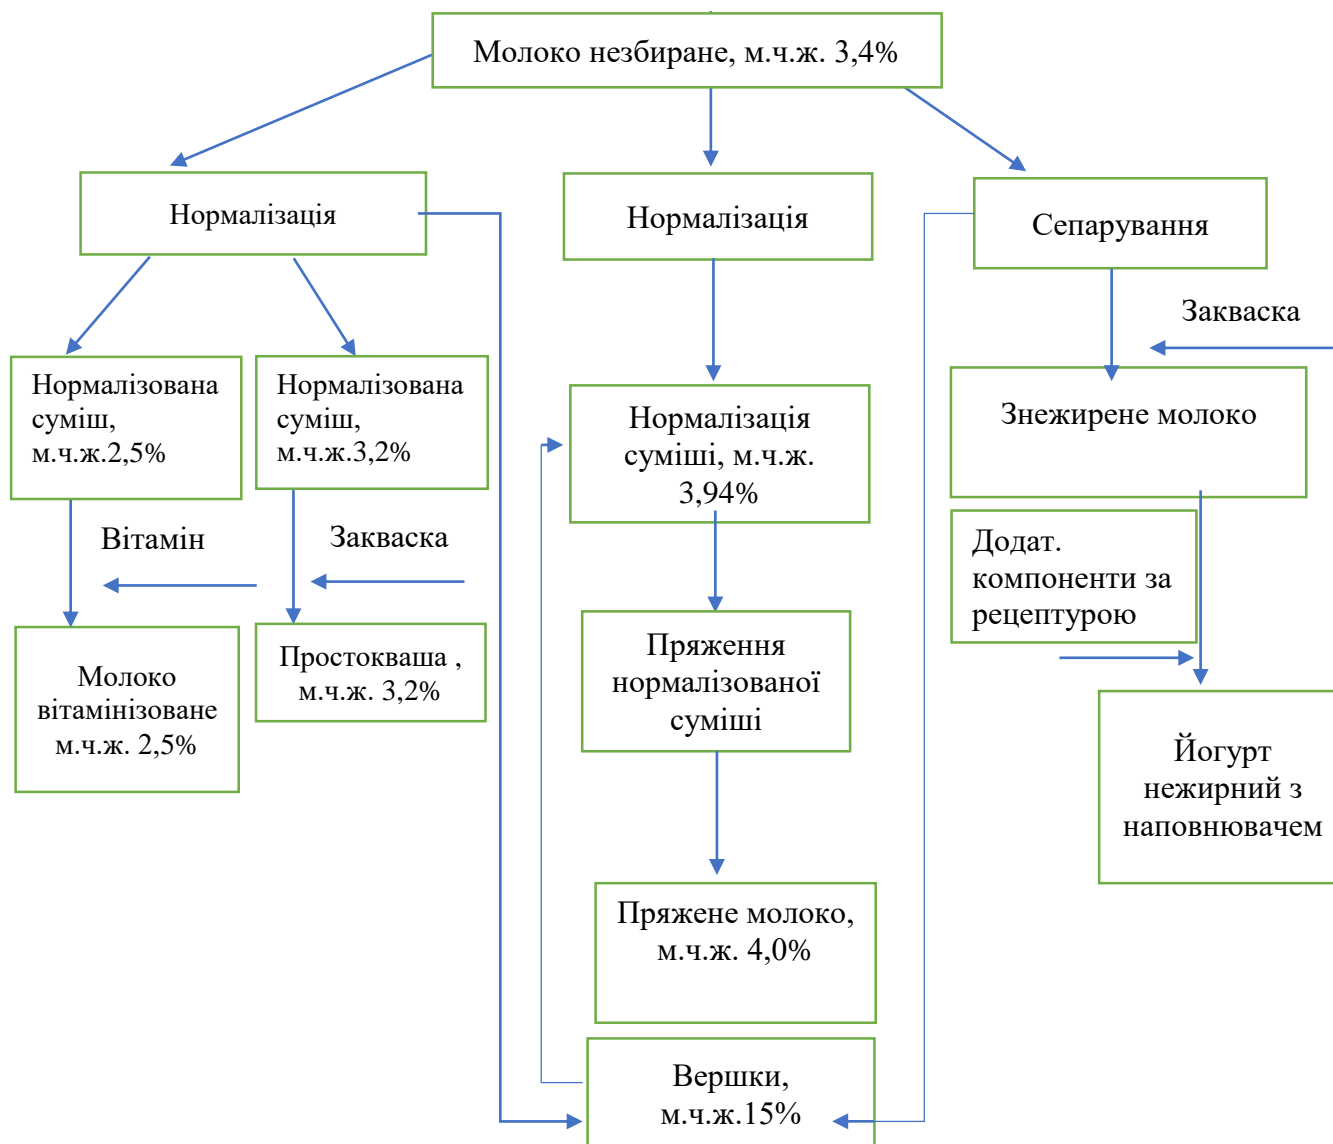 Молоко незбиране, м.ч.ж. 3,4%
Нормалізація
Нормалізація
Сепарування
Закваска
Нормалізована
суміш,
м.ч.ж.2,5%
Нормалізована
суміш,
м.ч.ж.3,2%
Нормалізація
суміші, м.ч.ж.
3,94%
Знежирене молоко
Вітамін
Закваска
Додат.
компоненти за
рецептурою
Молоко
вітамінізоване
м.ч.ж. 2,5%
Простокваша ,
м.ч.ж. 3,2%
Пряження
нормалізованої
суміші
Йогурт
нежирний з
наповнювачем
Пряжене молоко,
м.ч.ж. 4,0%
Вершки,
м.ч.ж.15%